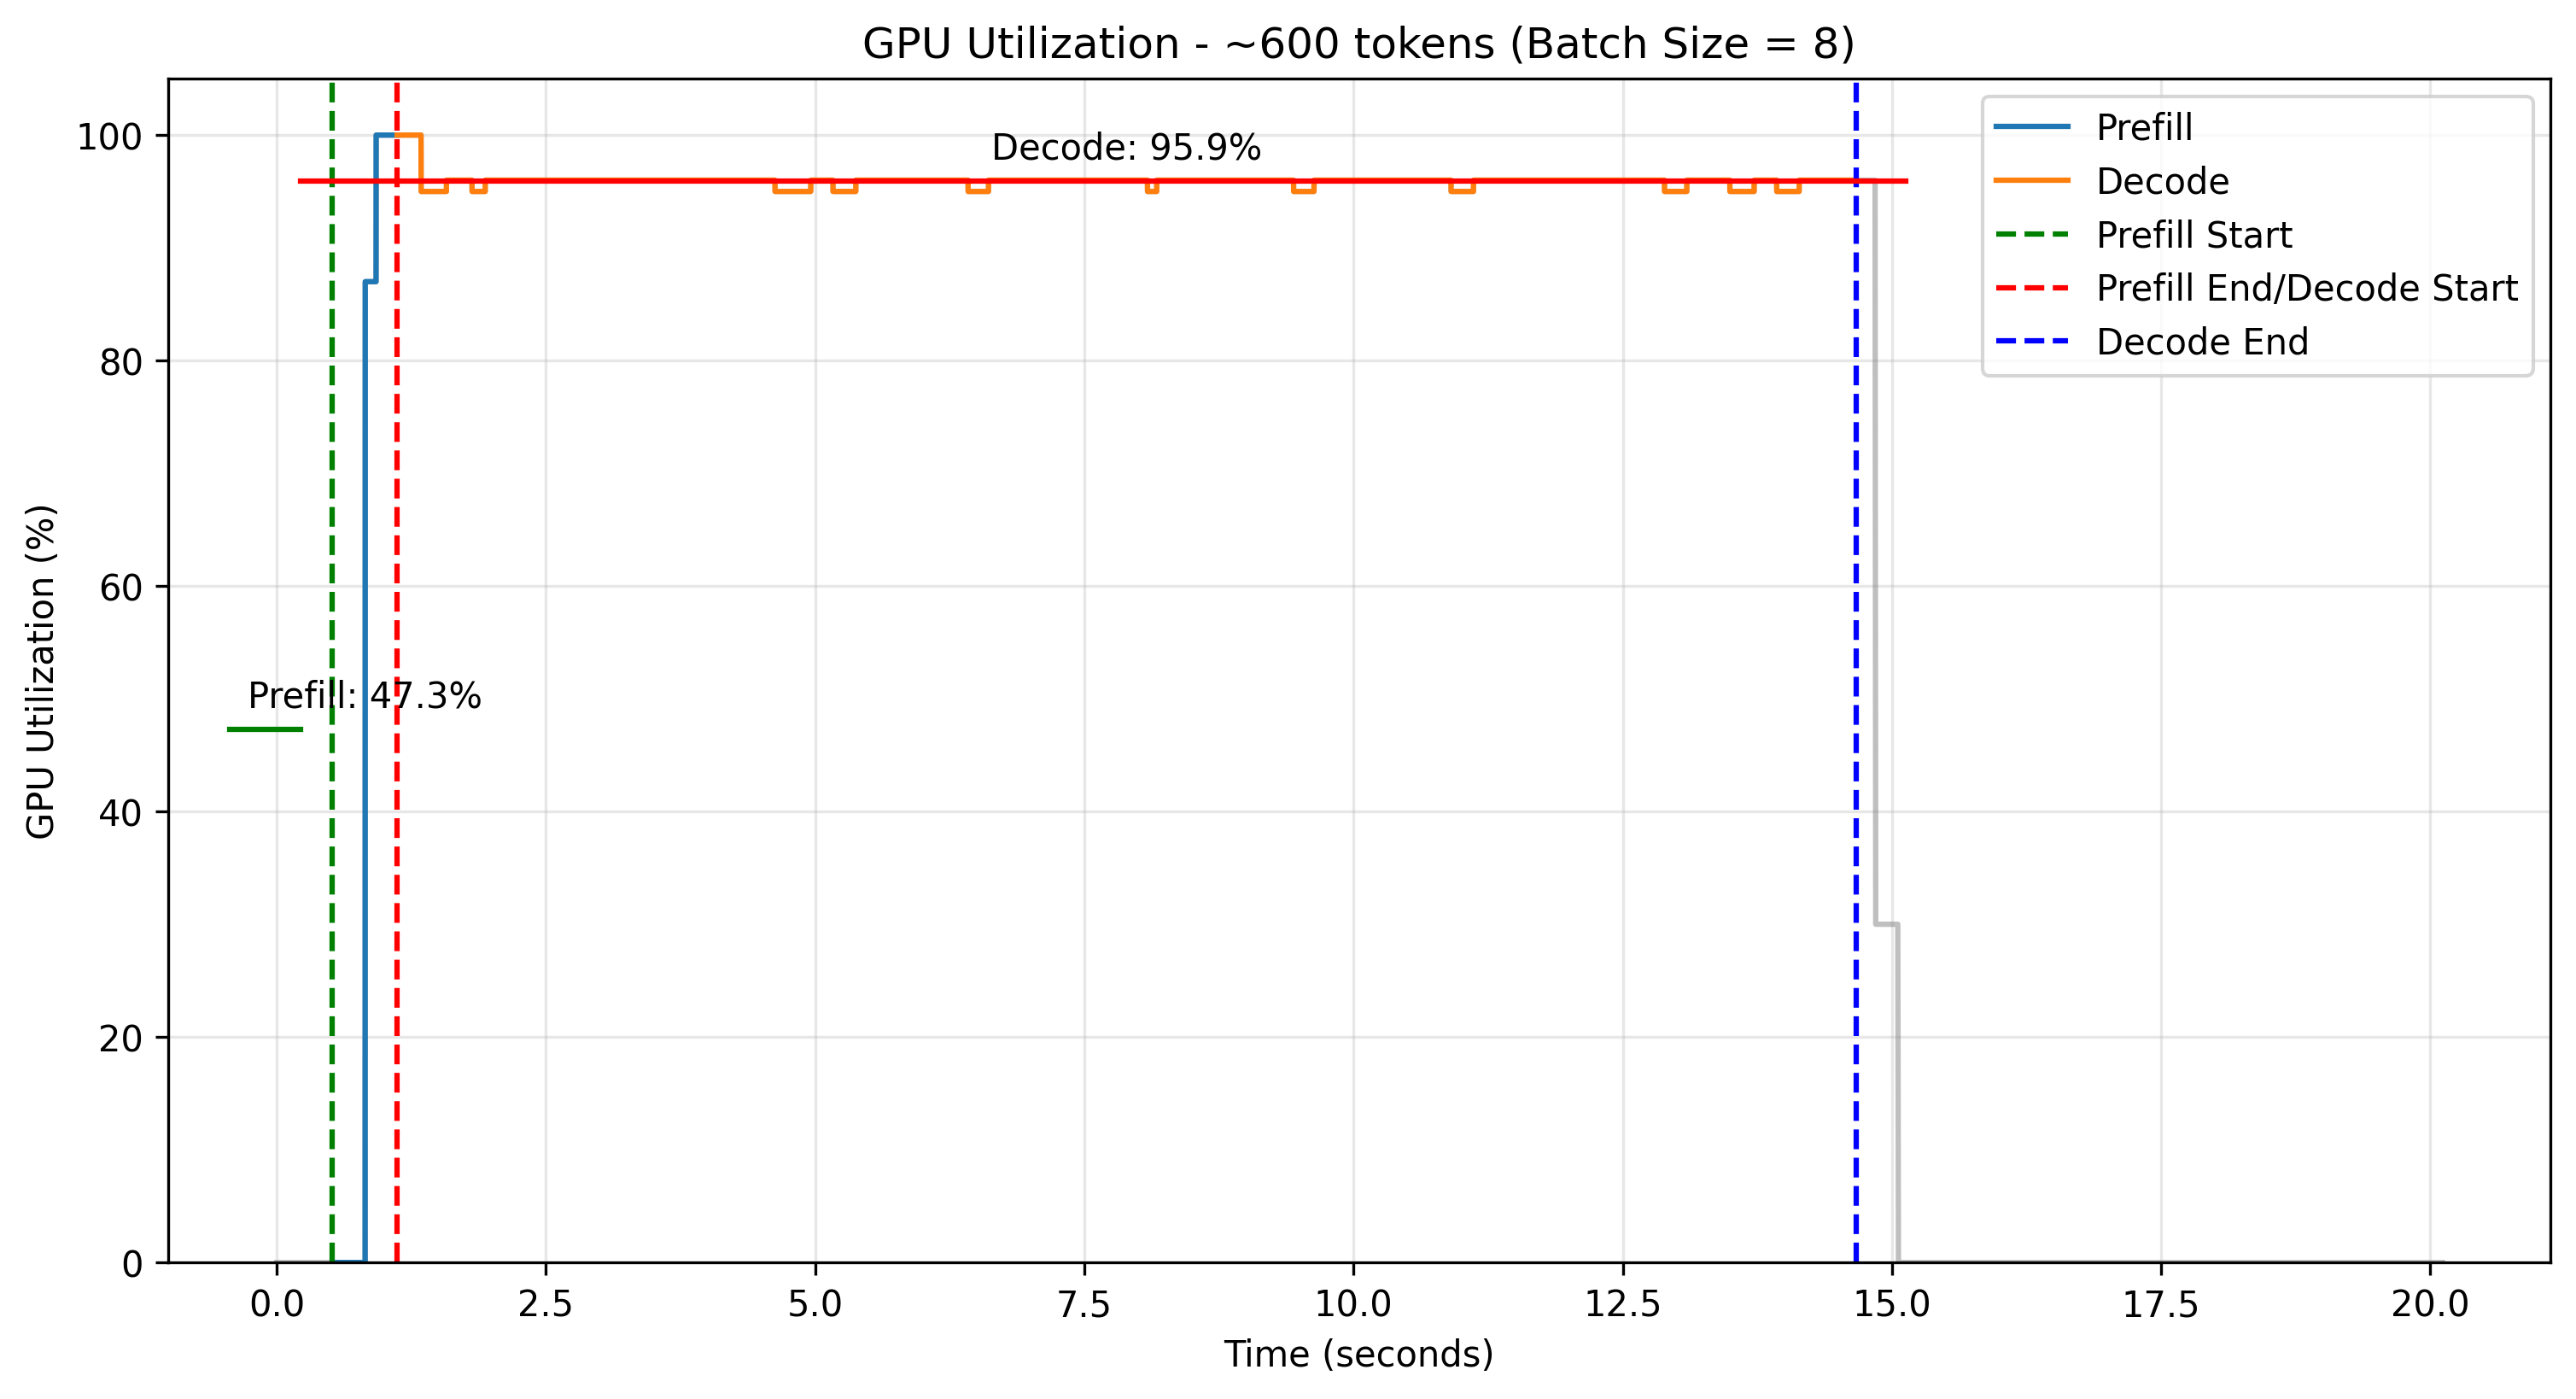 GPU Utilization - ~600 tokens (Batch Size = 8)
GPU Utilization (%)
100
80
60
40
20
0
Decode: 95.9%
Prefill: 47.3%
Prefill
Decode
Prefill Start
Prefill End/Decode Start
Decode End
0.0
2.5
5.0
7.5
10.0
12.5
15.0
17.5
20.0
Time (seconds)